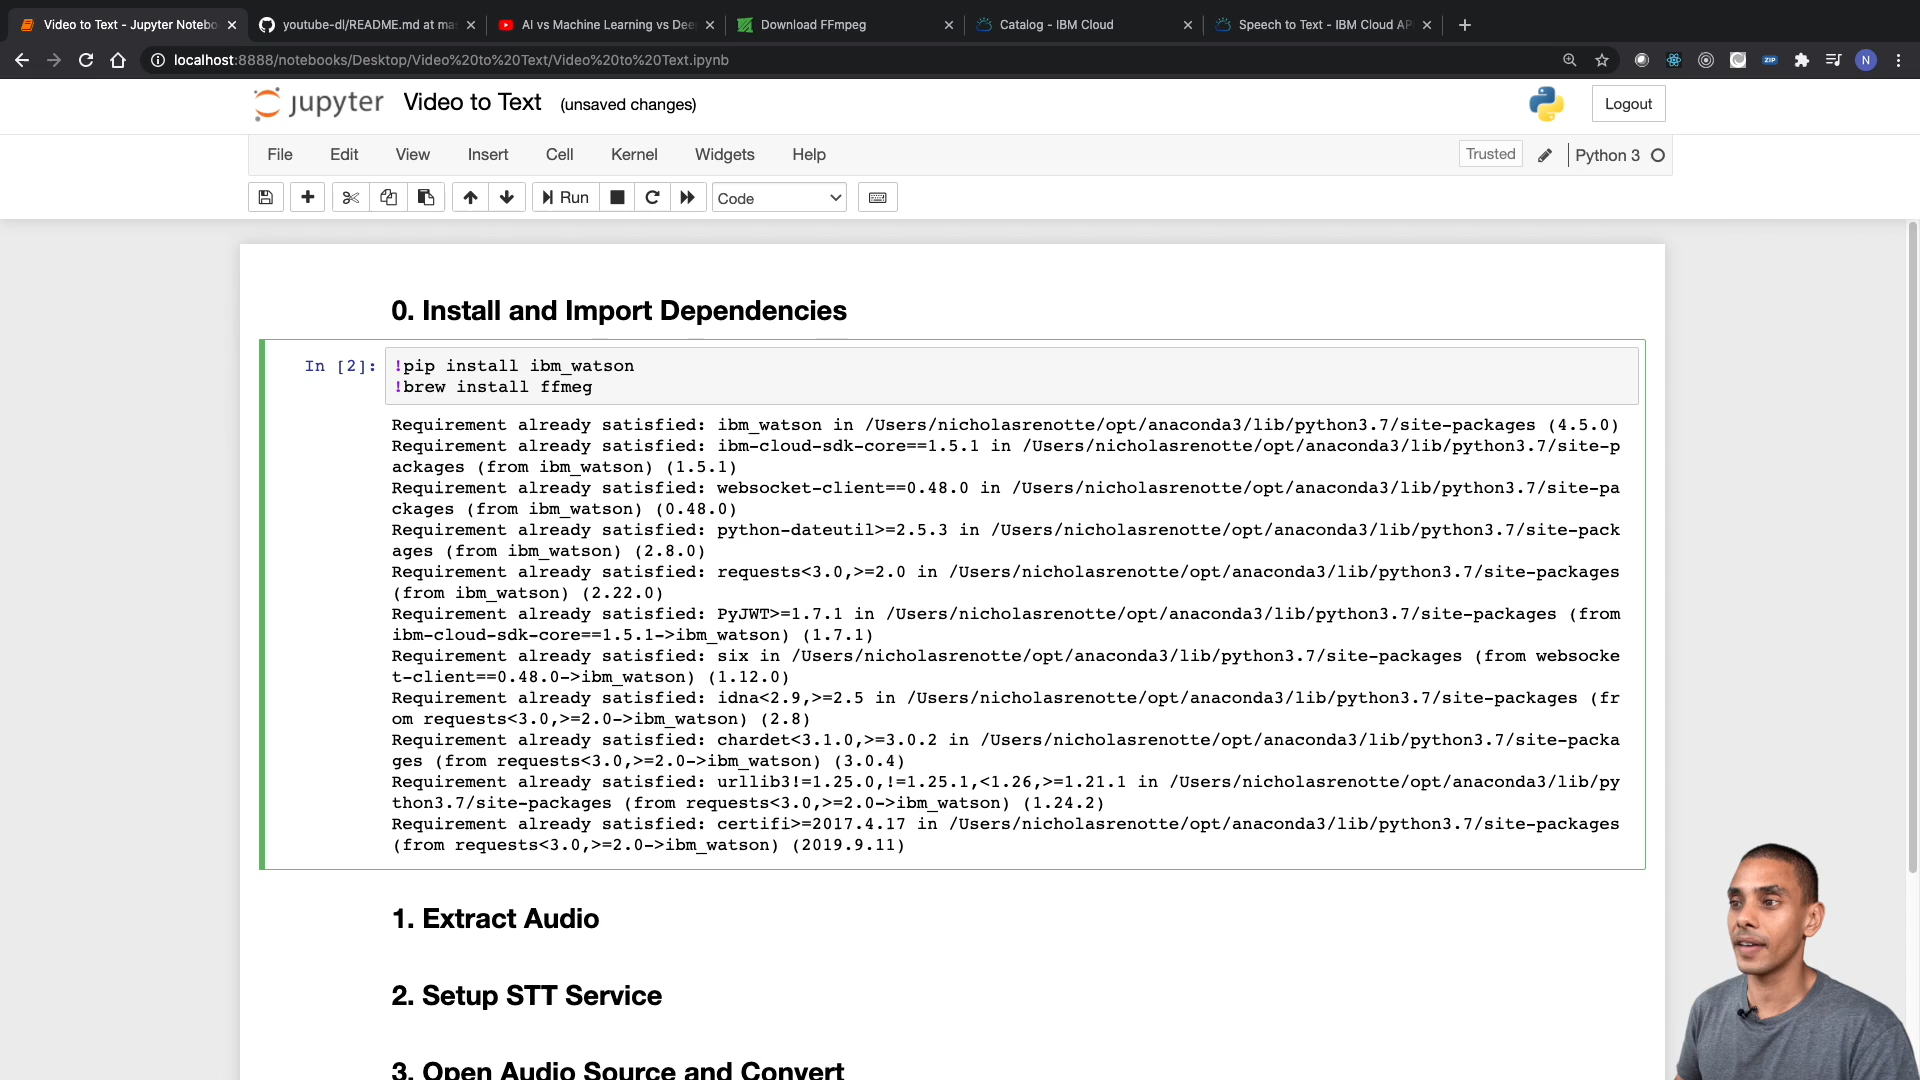 Video to Text - Jupyter Notebo
youtube-dl/README.md at mas
AI vs Machine Learning vs Dee
Download FFmpeg
Catalog - IBM Cloud
Speech to Text - IBM Cloud AP
localhost:8888/notebooks/Desktop/Video%20to%20Text/Video%20to%20Text.ipynb
ZIP
N
jupyter Video to Text (unsaved changes)
Logout
File Edit View Insert Cell Kernel Widgets Help
Trusted
Python 3
Run
Code
0. Install and Import Dependencies
In [2]:
!pip install ibm_watson
!brew install ffmeg
Requirement already satisfied: ibm_watson in /Users/nicholasrenotte/opt/anaconda3/lib/python3.7/site-packages (4.5.0)
Requirement already satisfied: ibm-cloud-sdk-core==1.5.1 in /Users/nicholasrenotte/opt/anaconda3/lib/python3.7/site-p
ackages (from ibm_watson) (1.5.1)
Requirement already satisfied: websocket-client==0.48.0 in /Users/nicholasrenotte/opt/anaconda3/lib/python3.7/site-pa
ckages (from ibm_watson) (0.48.0)
Requirement already satisfied: python-dateutil>=2.5.3 in /Users/nicholasrenotte/opt/anaconda3/lib/python3.7/site-pack
ages (from ibm_watson) (2.8.0)
Requirement already satisfied: requests<3.0,>=2.0 in /Users/nicholasrenotte/opt/anaconda3/lib/python3.7/site-packages
(from ibm_watson) (2.22.0)
Requirement already satisfied: PyJWT>=1.7.1 in /Users/nicholasrenotte/opt/anaconda3/lib/python3.7/site-packages (from
ibm-cloud-sdk-core==1.5.1->ibm_watson) (1.7.1)
Requirement already satisfied: six in /Users/nicholasrenotte/opt/anaconda3/lib/python3.7/site-packages (from websocke
t-client==0.48.0->ibm_watson) (1.12.0)
Requirement already satisfied: idna<2.9,>=2.5 in /Users/nicholasrenotte/opt/anaconda3/lib/python3.7/site-packages (fr
om requests<3.0,>=2.0->ibm_watson) (2.8)
Requirement already satisfied: chardet<3.1.0,>=3.0.2 in /Users/nicholasrenotte/opt/anaconda3/lib/python3.7/site-packa
ges (from requests<3.0,>=2.0->ibm_watson) (3.0.4)
Requirement already satisfied: urllib3!=1.25.0,!=1.25.1,<1.26,>=1.21.1 in /Users/nicholasrenotte/opt/anaconda3/lib/py
thon3.7/site-packages (from requests<3.0,>=2.0->ibm_watson) (1.24.2)
Requirement already satisfied: certifi>=2017.4.17 in /Users/nicholasrenotte/opt/anaconda3/lib/python3.7/site-packages
(from requests<3.0,>=2.0->ibm_watson) (2019.9.11)
1. Extract Audio
2. Setup STT Service
3. Open Audio Source and Convert